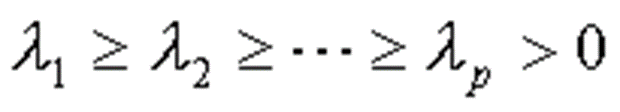 λ₁ ≥ λ₂ ≥ ⋯ ≥ λₚ > 0